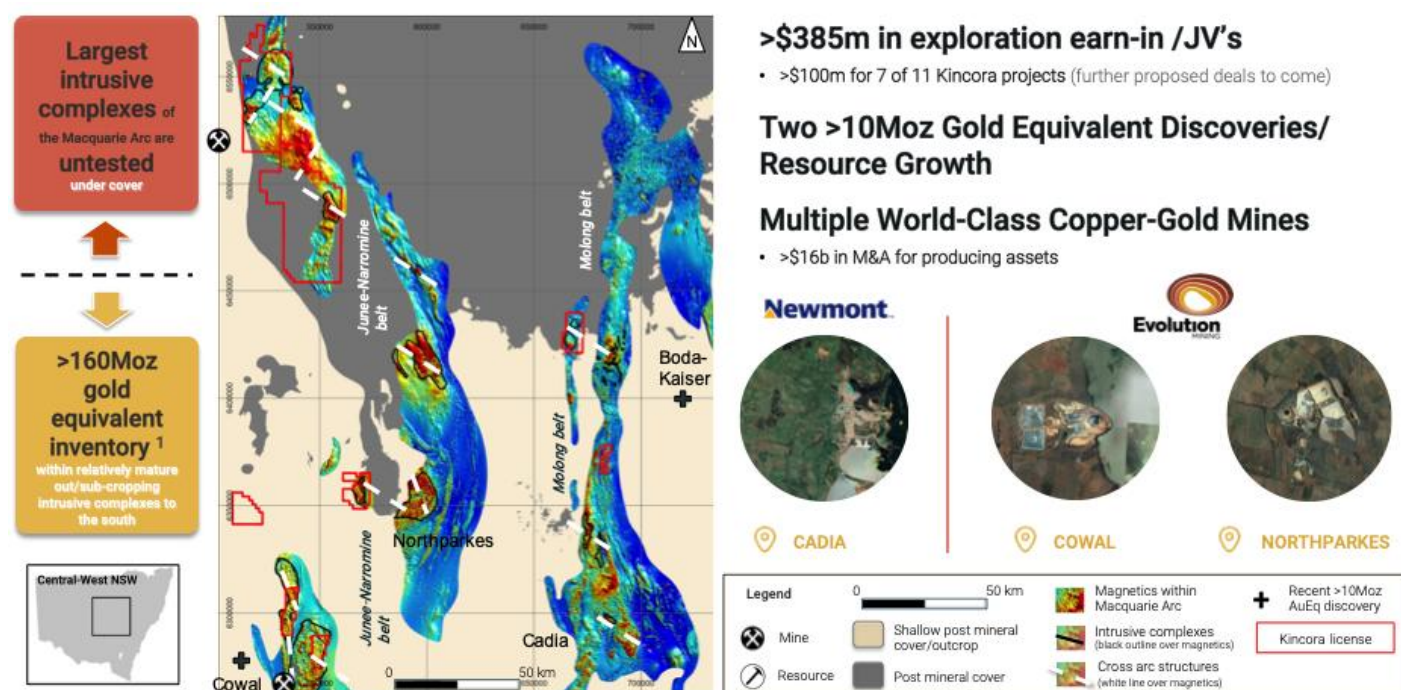 Largest
intrusive
complexes of
the Macquarie Arc are
untested
under cover
>160Moz
gold
equivalent
inventory 1
within relatively mature
out/sub-cropping
intrusive complexes to
the south
Central-West NSW
N
Junee-Narromine
belt
Molong belt
Boda-
Kaiser
Molong belt
Northparkes
Junee-Narromine
belt
Cadia
Cowal
0 50 km
6500000
6450000
6400000
6300000
>$385m in exploration earn-in /JV's
• >$100m for 7 of 11 Kincora projects (further proposed deals to come)
Two >10Moz Gold Equivalent Discoveries/
Resource Growth
Multiple World-Class Copper-Gold Mines
• >$16b in M&A for producing assets
Newmont
Evolution
MINING
CADIA
COWAL
NORTHPARKES
Legend
0 50 km
Mine
Resource
Shallow post mineral
cover/outcrop
Post mineral cover
Magnetics within
Macquarie Arc
Intrusive complexes
(black outline over magnetics)
Cross arc structures
(white line over magnetics)
Recent >10Moz
AuEq discovery
Kincora license